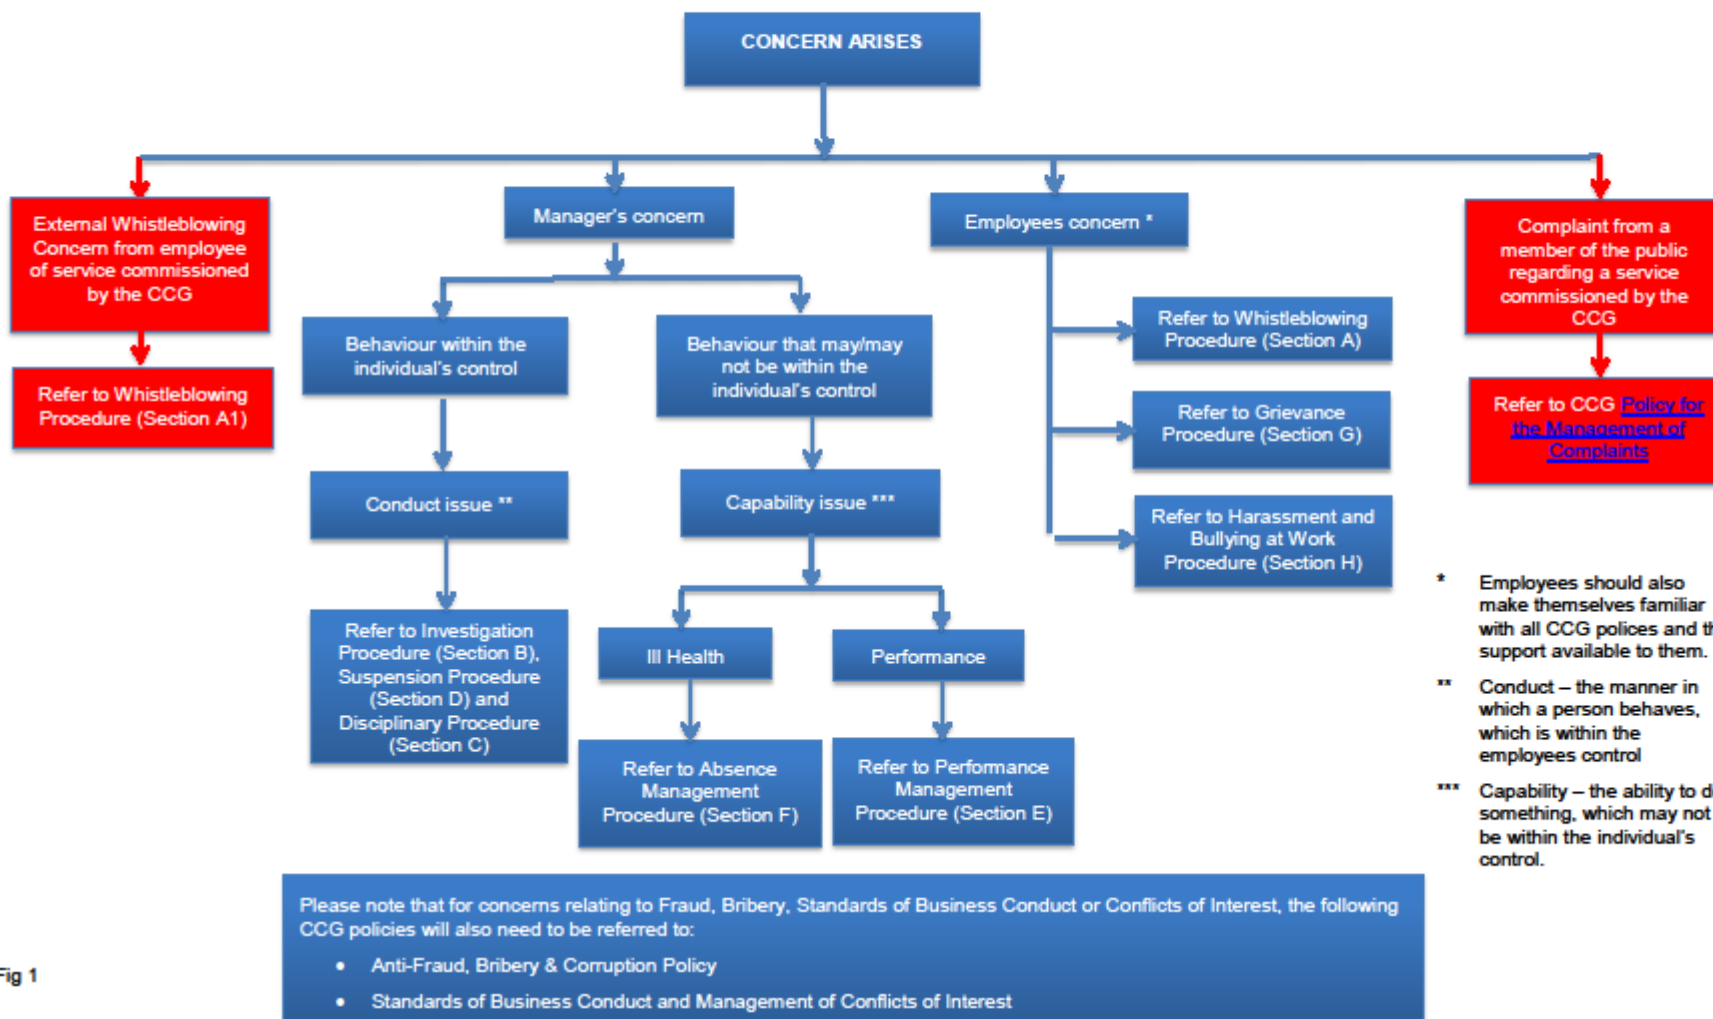 CONCERN ARISES
External Whistleblowing
Concern from employee
of service commissioned
by the CCG
Refer to Whistleblowing
Procedure (Section A1)
Manager's concern
Behaviour within the
individual's control
Conduct issue **
Refer to Investigation
Procedure (Section B),
Suspension Procedure
(Section D) and
Disciplinary Procedure
(Section C)
Behaviour that may/may
not be within the
individual's control
Capability issue ***
Ill Health
Refer to Absence
Management
Procedure (Section F)
Performance
Refer to Performance
Management
Procedure (Section E)
Employees concern *
Refer to Whistleblowing
Procedure (Section A)
Refer to Grievance
Procedure (Section G)
Refer to Harassment and
Bullying at Work
Procedure (Section H)
Complaint from a
member of the public
regarding a service
commissioned by the
CCG
Refer to CCG Policy for
the Management of
Complaints
* Employees should also
make themselves familiar
with all CCG polices and
support available to them.
** Conduct – the manner in
which a person behaves,
which is within the
employees control
*** Capability – the ability to
something, which may not
be within the individual's
control.
Please note that for concerns relating to Fraud, Bribery, Standards of Business Conduct or Conflicts of Interest, the following
CCG policies will also need to be referred to:
• Anti-Fraud, Bribery & Corruption Policy
• Standards of Business Conduct and Management of Conflicts of Interest
Fig 1